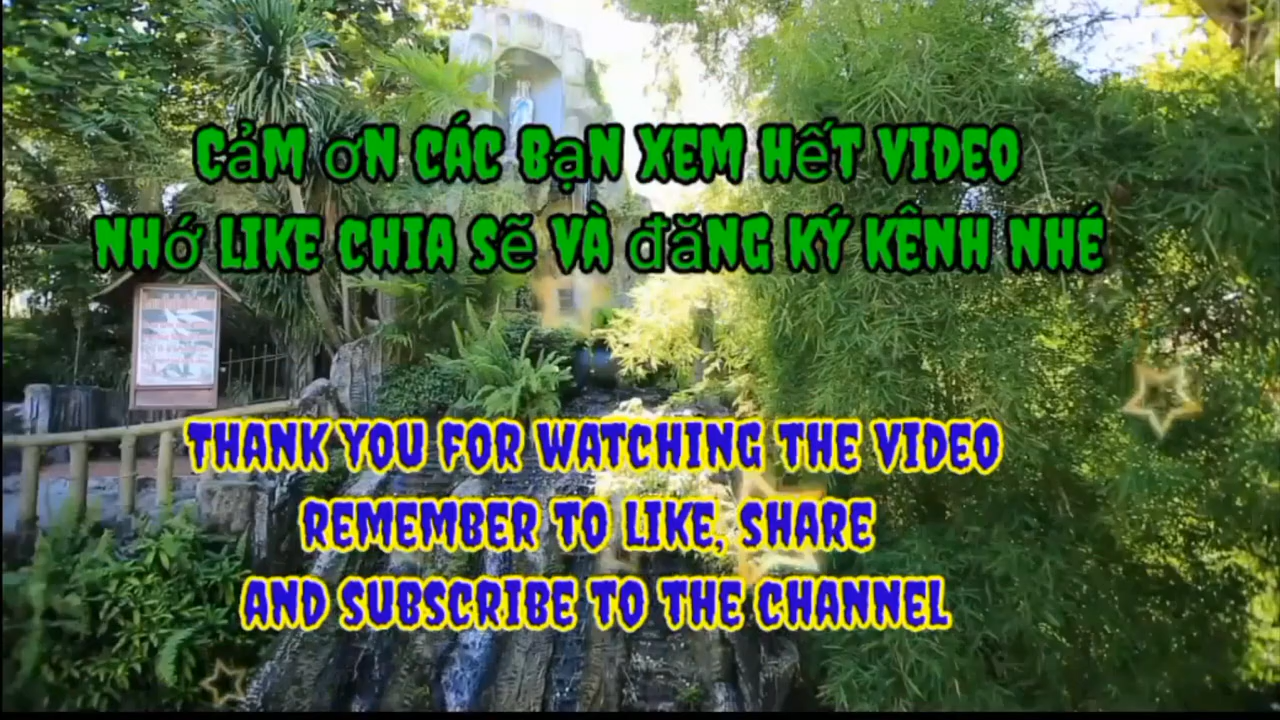 CảM ơN CÁC BạN XEM HếT VIDEO
NHớ LIKE CHIA Sẽ VÀ đăNG KÝ KÊNH NHÉ
THANK YOU FOR WATCHING THE VIDEO
REMEMBER TO LIKE, SHARE
AND SUBSCRIBE TO THE CHANNEL